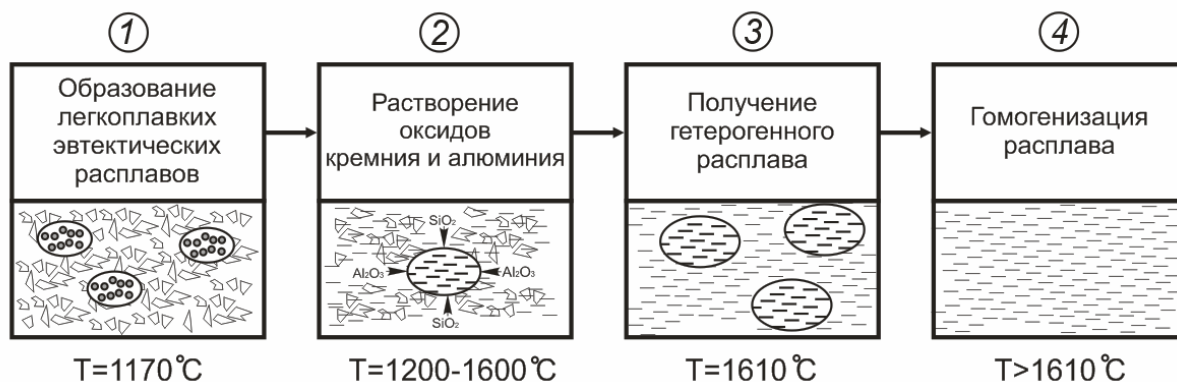 1
Образование
легкоплавких
эвтектических
расплавов
T=1170°C
2
Растворение
оксидов
кремния и алюминия
SiO₂
Al₂O₃
Al₂O₃
SiO₂
T=1200-1600°C
3
Получение
гетерогенного
расплава
T=1610°C
4
Гомогенизация
расплава
T>1610°C